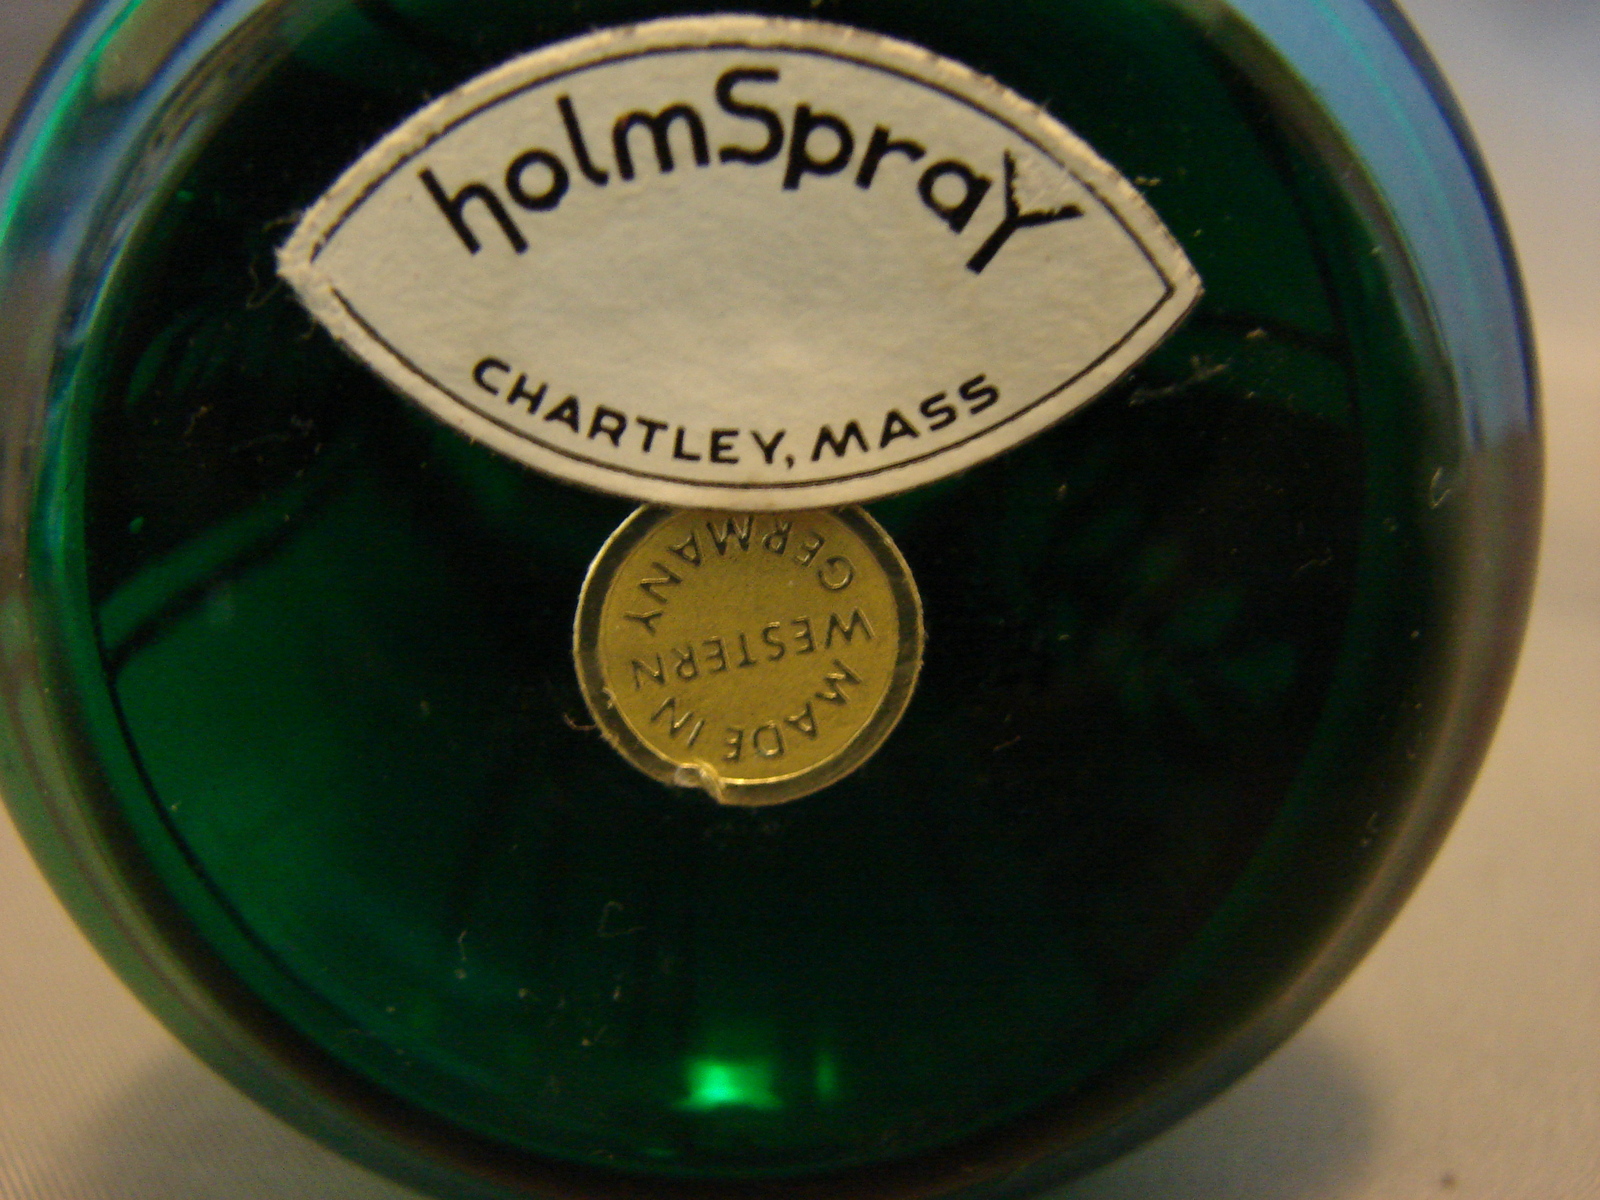 holmSpraY
CHARTLEY, MASS
MADE IN
WESTERN
GERMANY